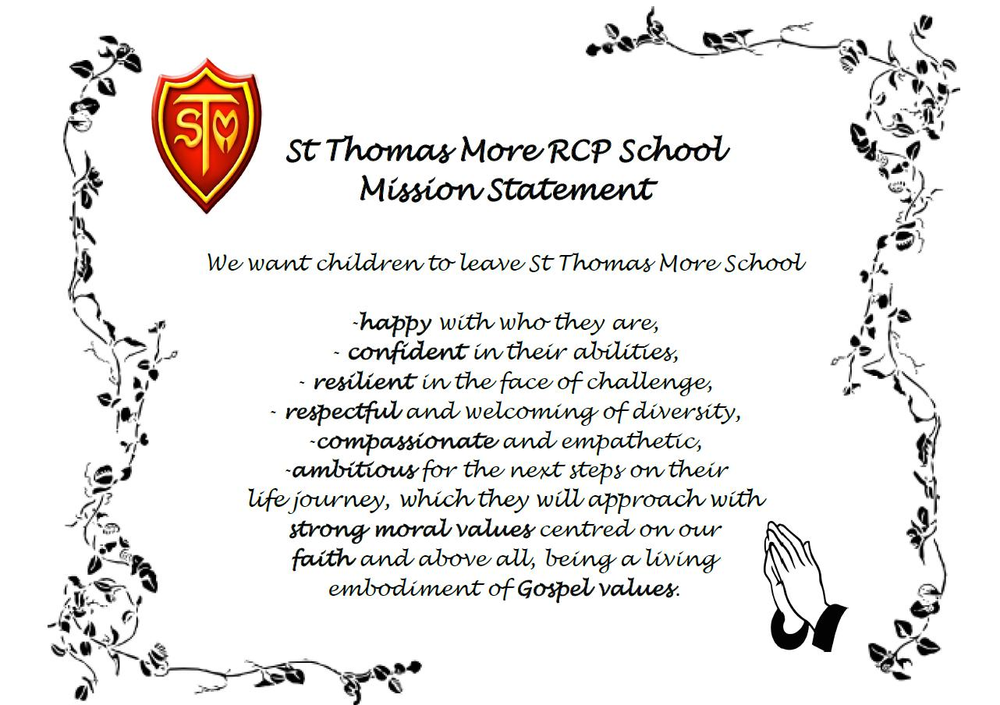 STM
St Thomas More RCP School
Mission Statement
We want children to leave St Thomas More School
-happy with who they are,
- confident in their abilities,
- resilient in the face of challenge,
- respectful and welcoming of diversity,
-compassionate and empathetic,
-ambitious for the next steps on their
life journey, which they will approach with
strong moral values centred on our
faith and above all, being a living
embodiment of Gospel values.